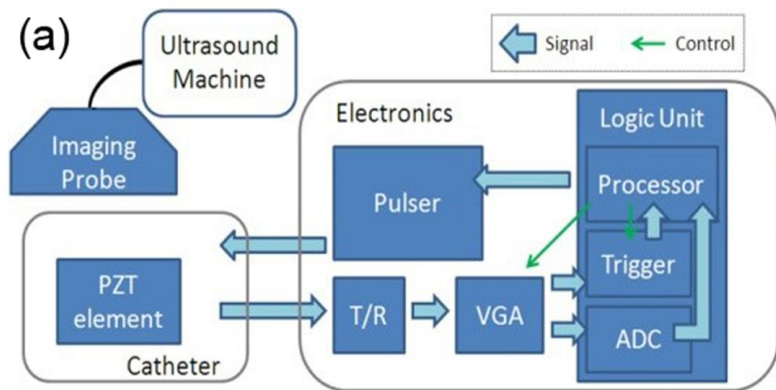 (a)
Ultrasound
Machine
Signal
Control
Imaging
Probe
Electronics
Logic Unit
Pulser
Processor
PZT
element
Catheter
T/R
VGA
Trigger
ADC